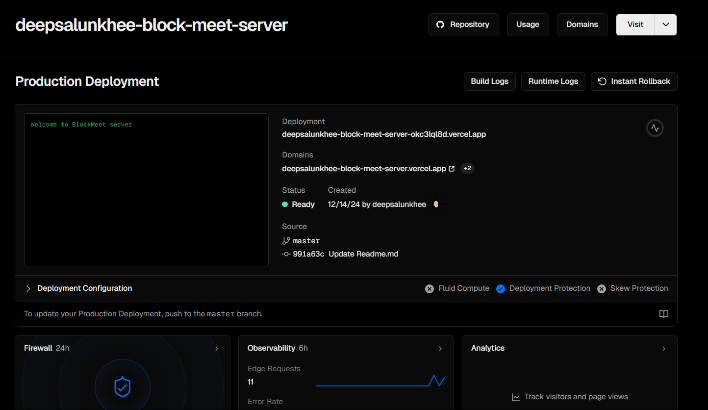 deepsalunkhee-block-meet-server
Repository
Usage
Domains
Visit
Production Deployment
Build Logs
Runtime Logs
Instant Rollback
Welcome to BlockMeet server
Deployment
deepsalunkhee-block-meet-server-okc3lql8d.vercel.app
Domains
deepsalunkhee-block-meet-server.vercel.app
+2
Status
Created
Ready
12/14/24 by deepsalunkhee
Source
master
991a63c Update Readme.md
Deployment Configuration
Fluid Compute
Deployment Protection
Skew Protection
To update your Production Deployment, push to the master branch.
Firewall 24h
Observability 6h
Edge Requests
11
Error Rate
Analytics
Track visitors and page views